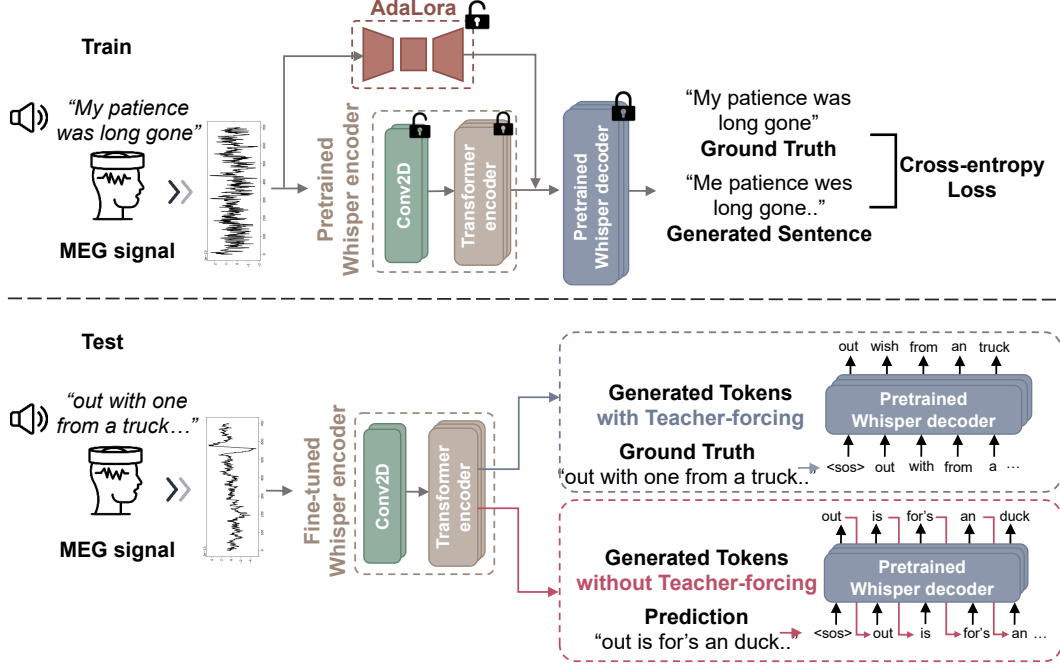 AdaLora
Train
“My patience
was long gone”
MEG signal
Pretrained
Whisper encoder
Conv2D
Transformer
encoder
Pretrained
Whisper decoder
“My patience was
long gone”
Ground Truth
“Me patience wes
long gone..”
Generated Sentence
Cross-entropy
Loss
Test
“out with one
from a truck…”
MEG signal
Fine-tuned
Whisper encoder
Conv2D
Transformer
encoder
Generated Tokens
with Teacher-forcing
Ground Truth
“out with one from a truck..”
out wish from an truck
Pretrained
Whisper decoder
<sos> out with from a …
Generated Tokens
without Teacher-forcing
Prediction
“out is for's an duck..”
out is for's an duck
Pretrained
Whisper decoder
<sos> out is for's an …